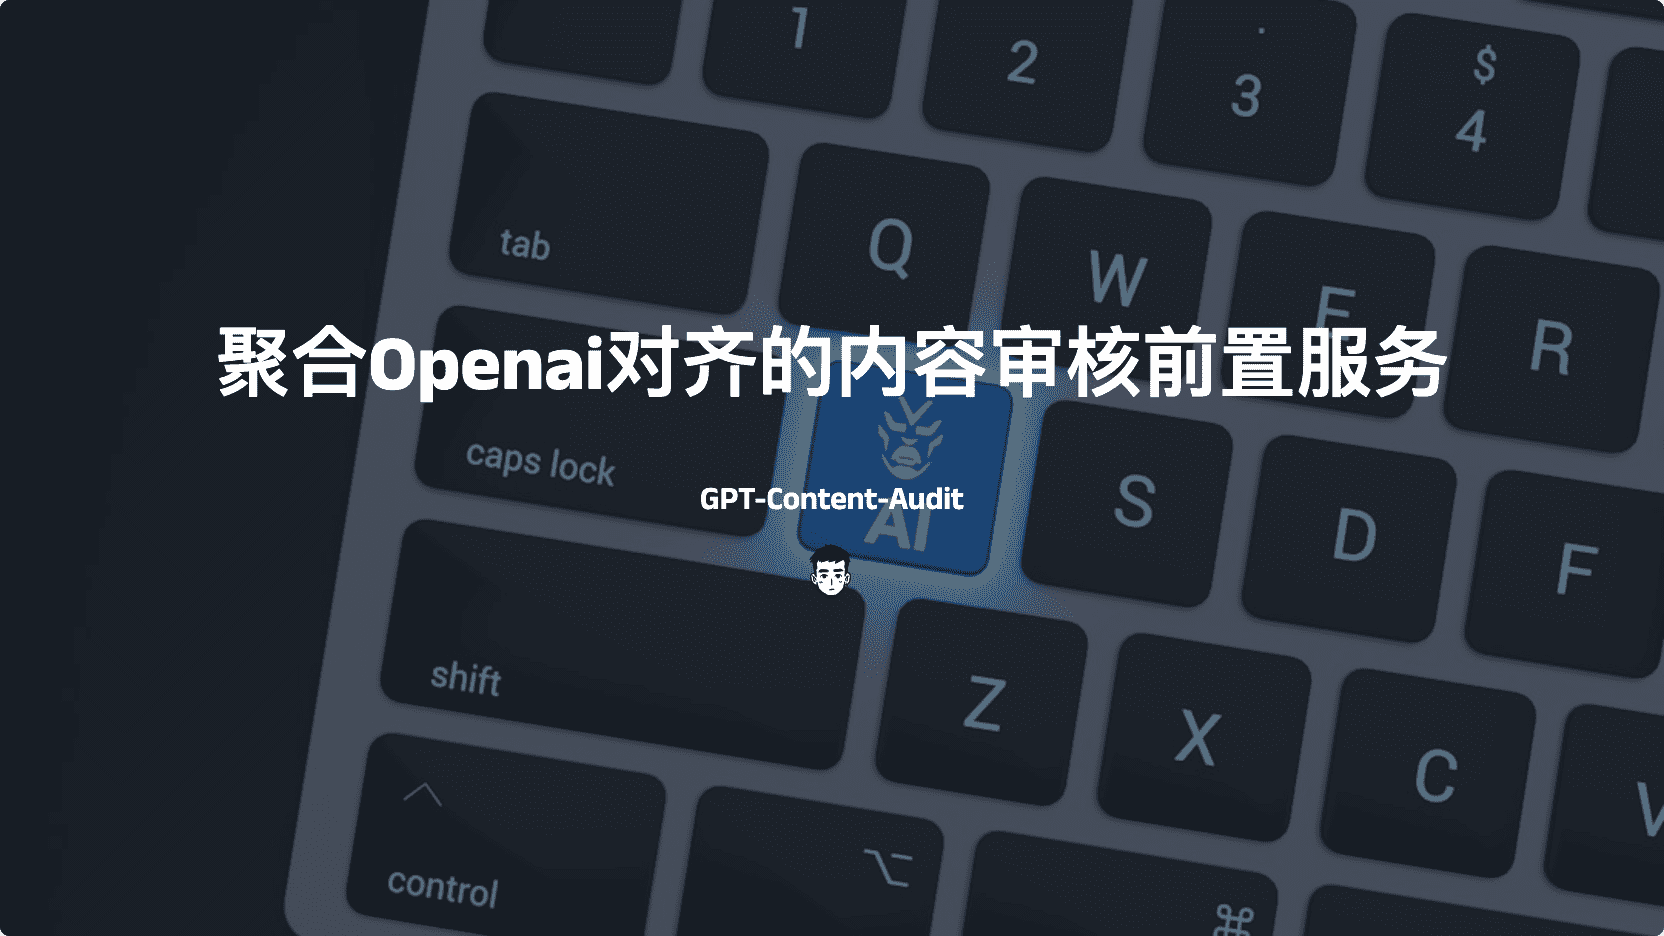 1
2
3
$
4
tab
Q
W
E
R
聚合Openai对齐的内容审核前置服务
caps lock
GPT-Content-Audit
AI
S
D
F
shift
Z
X
C
V
control
⌥
⌘